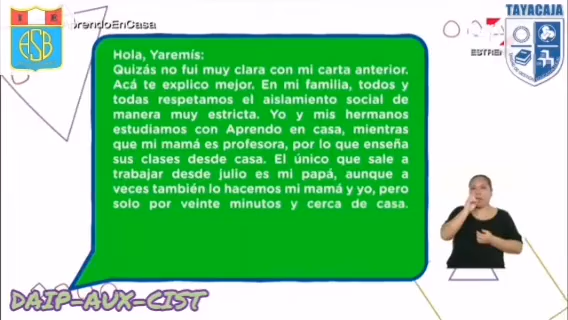 I E
ASB
rendoEnCasa
TAYACAJA
ESTREN
Hola, Yaremís:
Quizás no fui muy clara con mi carta anterior.
Acá te explico mejor. En mi familia, todos y
todas respetamos el aislamiento social de
manera muy estricta. Yo y mis hermanos
estudiamos con Aprendo en casa, mientras
que mi mamá es profesora, por lo que enseña
sus clases desde casa. El único que sale a
trabajar desde julio es mi papá, aunque a
veces también lo hacemos mi mamá y yo, pero
solo por veinte minutos y cerca de casa.
DAIP-AUX-CIST